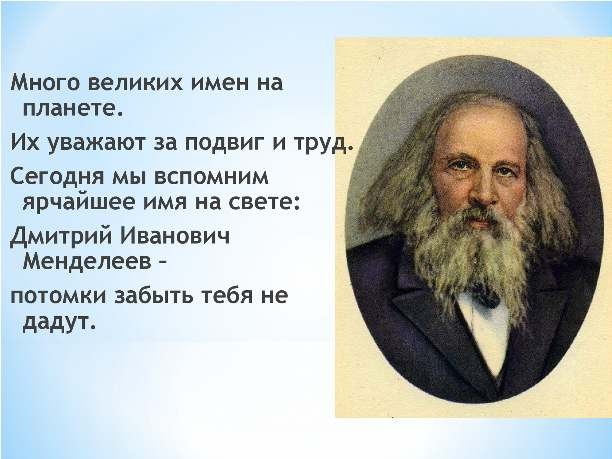 Много великих имен на
планете.
Их уважают за подвиг и труд.
Сегодня мы вспомним
ярчайшее имя на свете:
Дмитрий Иванович
Менделеев –
потомки забыть тебя не
дадут.